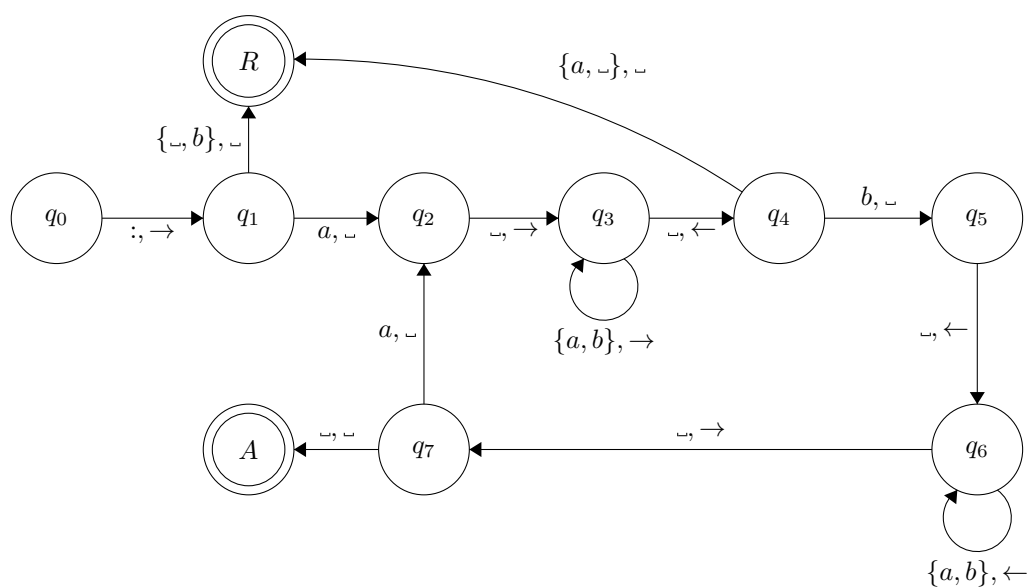 R
{a, ␣}, ␣
{␣, b}, ␣
q₀
:, →
q₁
a, ␣
q₂
␣, →
q₃
␣, ←
q₄
b, ␣
q₅
{a, b}, →
a, ␣
␣, ←
A
␣, ␣
q₇
␣, →
q₆
{a, b}, ←